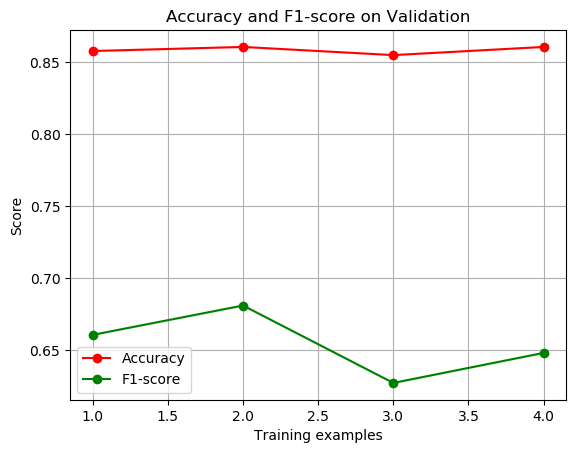 Accuracy and F1-score on Validation
0.85
0.80
0.75
0.70
0.65
Score
Accuracy
F1-score
1.0 1.5 2.0 2.5 3.0 3.5 4.0
Training examples